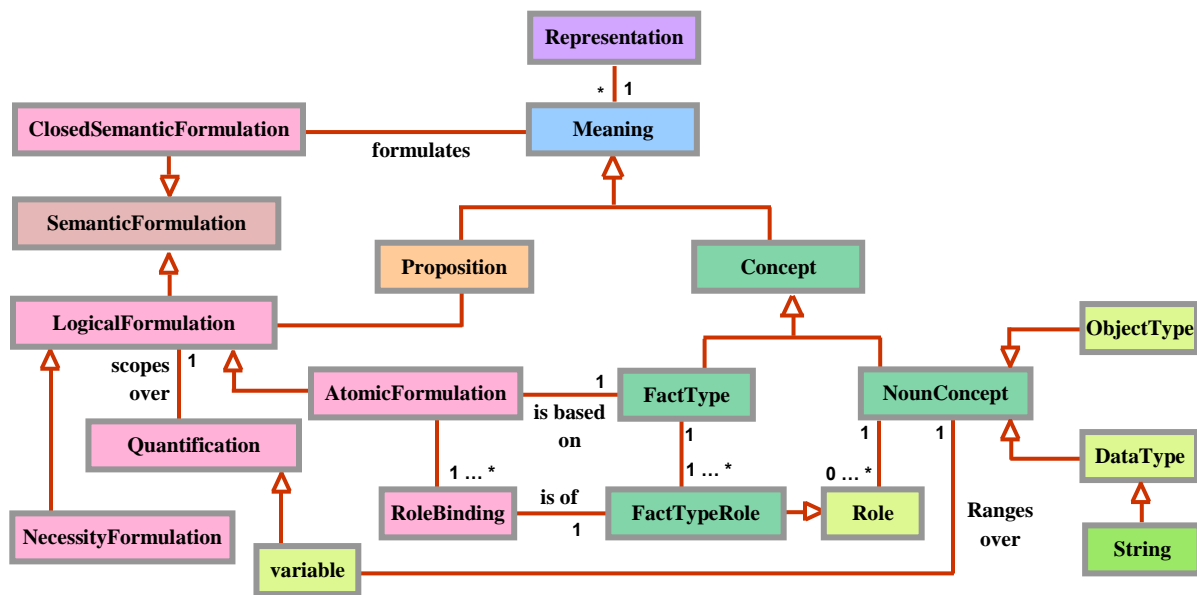 Representation
* 1
ClosedSemanticFormulation
Meaning
formulates
SemanticFormulation
Proposition
Concept
LogicalFormulation
ObjectType
scopes
over
1
AtomicFormulation
1
is based
on
FactType
NounConcept
1
1
1
Quantification
DataType
1 ... *
1 ... *
0 ... *
RoleBinding
is of
1
FactTypeRole
Role
Ranges
over
NecessityFormulation
String
variable